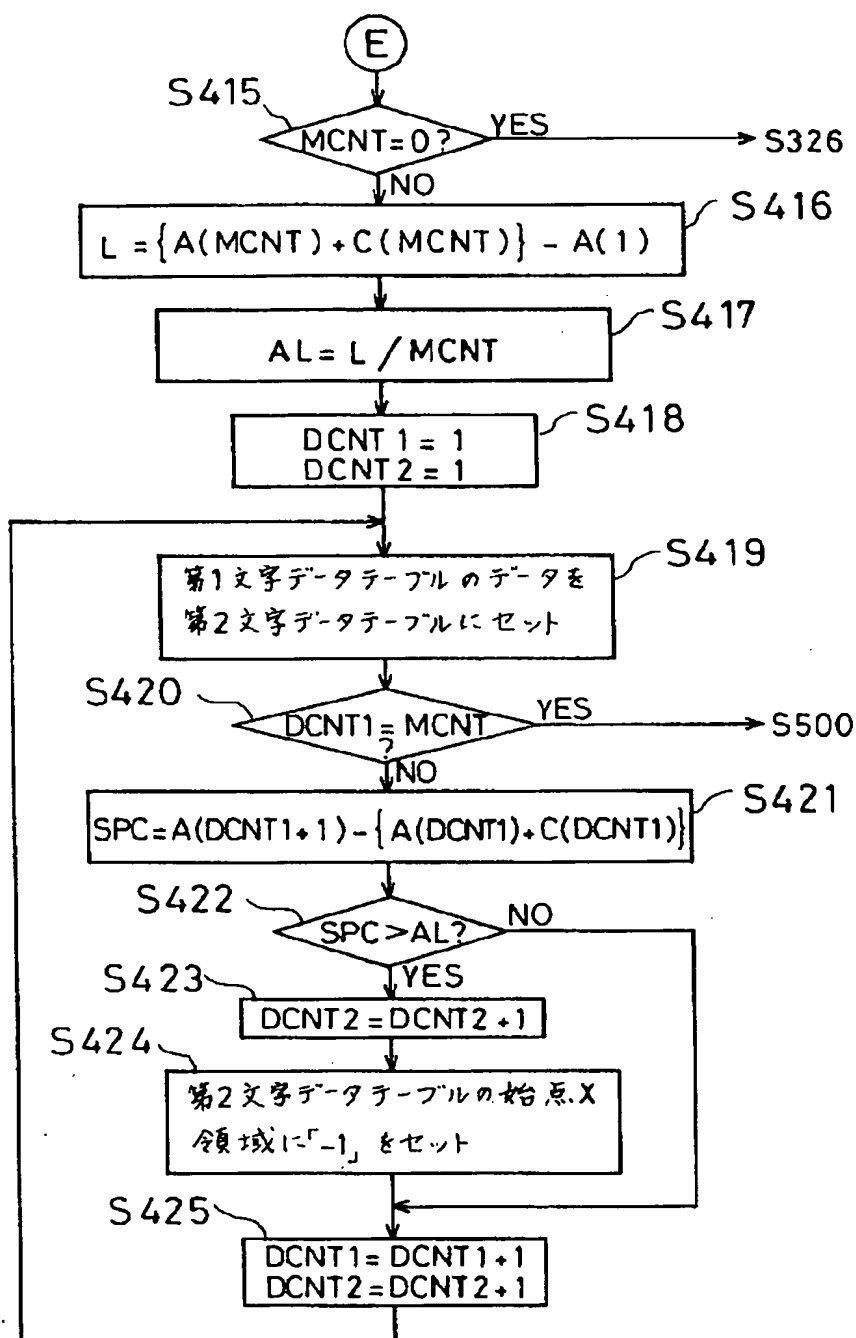 E
S415
MCNT=0?
YES
S326
NO
S416
L={A(MCNT)+C(MCNT)}-A(1)
S417
AL=L/MCNT
S418
DCNT1=1
DCNT2=1
S419
第1文字データテーブルのデータを
第2文字データテーブルにセット
S420
DCNT1=MCNT
?
YES
S500
NO
S421
SPC=A(DCNT1+1)-{A(DCNT1)+C(DCNT1)}
S422
SPC>AL?
NO
YES
S423
DCNT2=DCNT2+1
S424
第2文字データテーブルの始点X
領域に「-1」をセット
S425
DCNT1=DCNT1+1
DCNT2=DCNT2+1